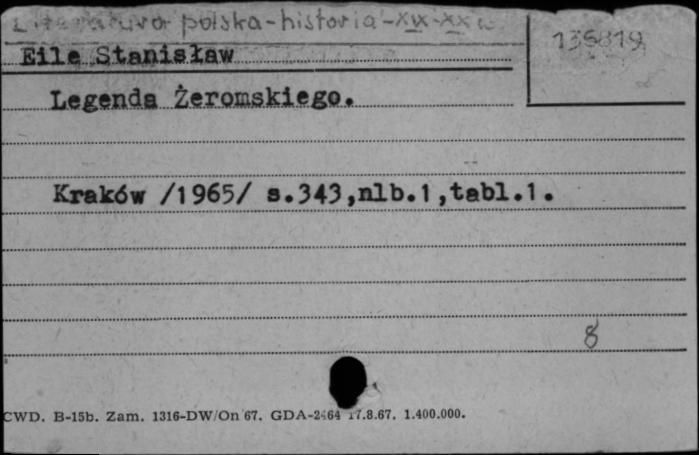 Literatura polska-historia-XIX-XX w
135819
Eile Stanisław
Legenda Żeromskiego.
Kraków /1965/ s.343,nlb.1,tabl.1.
8
CWD. B-15b. Zam. 1316-DW/On 67. GDA-2464 17.8.67. 1.400.000.